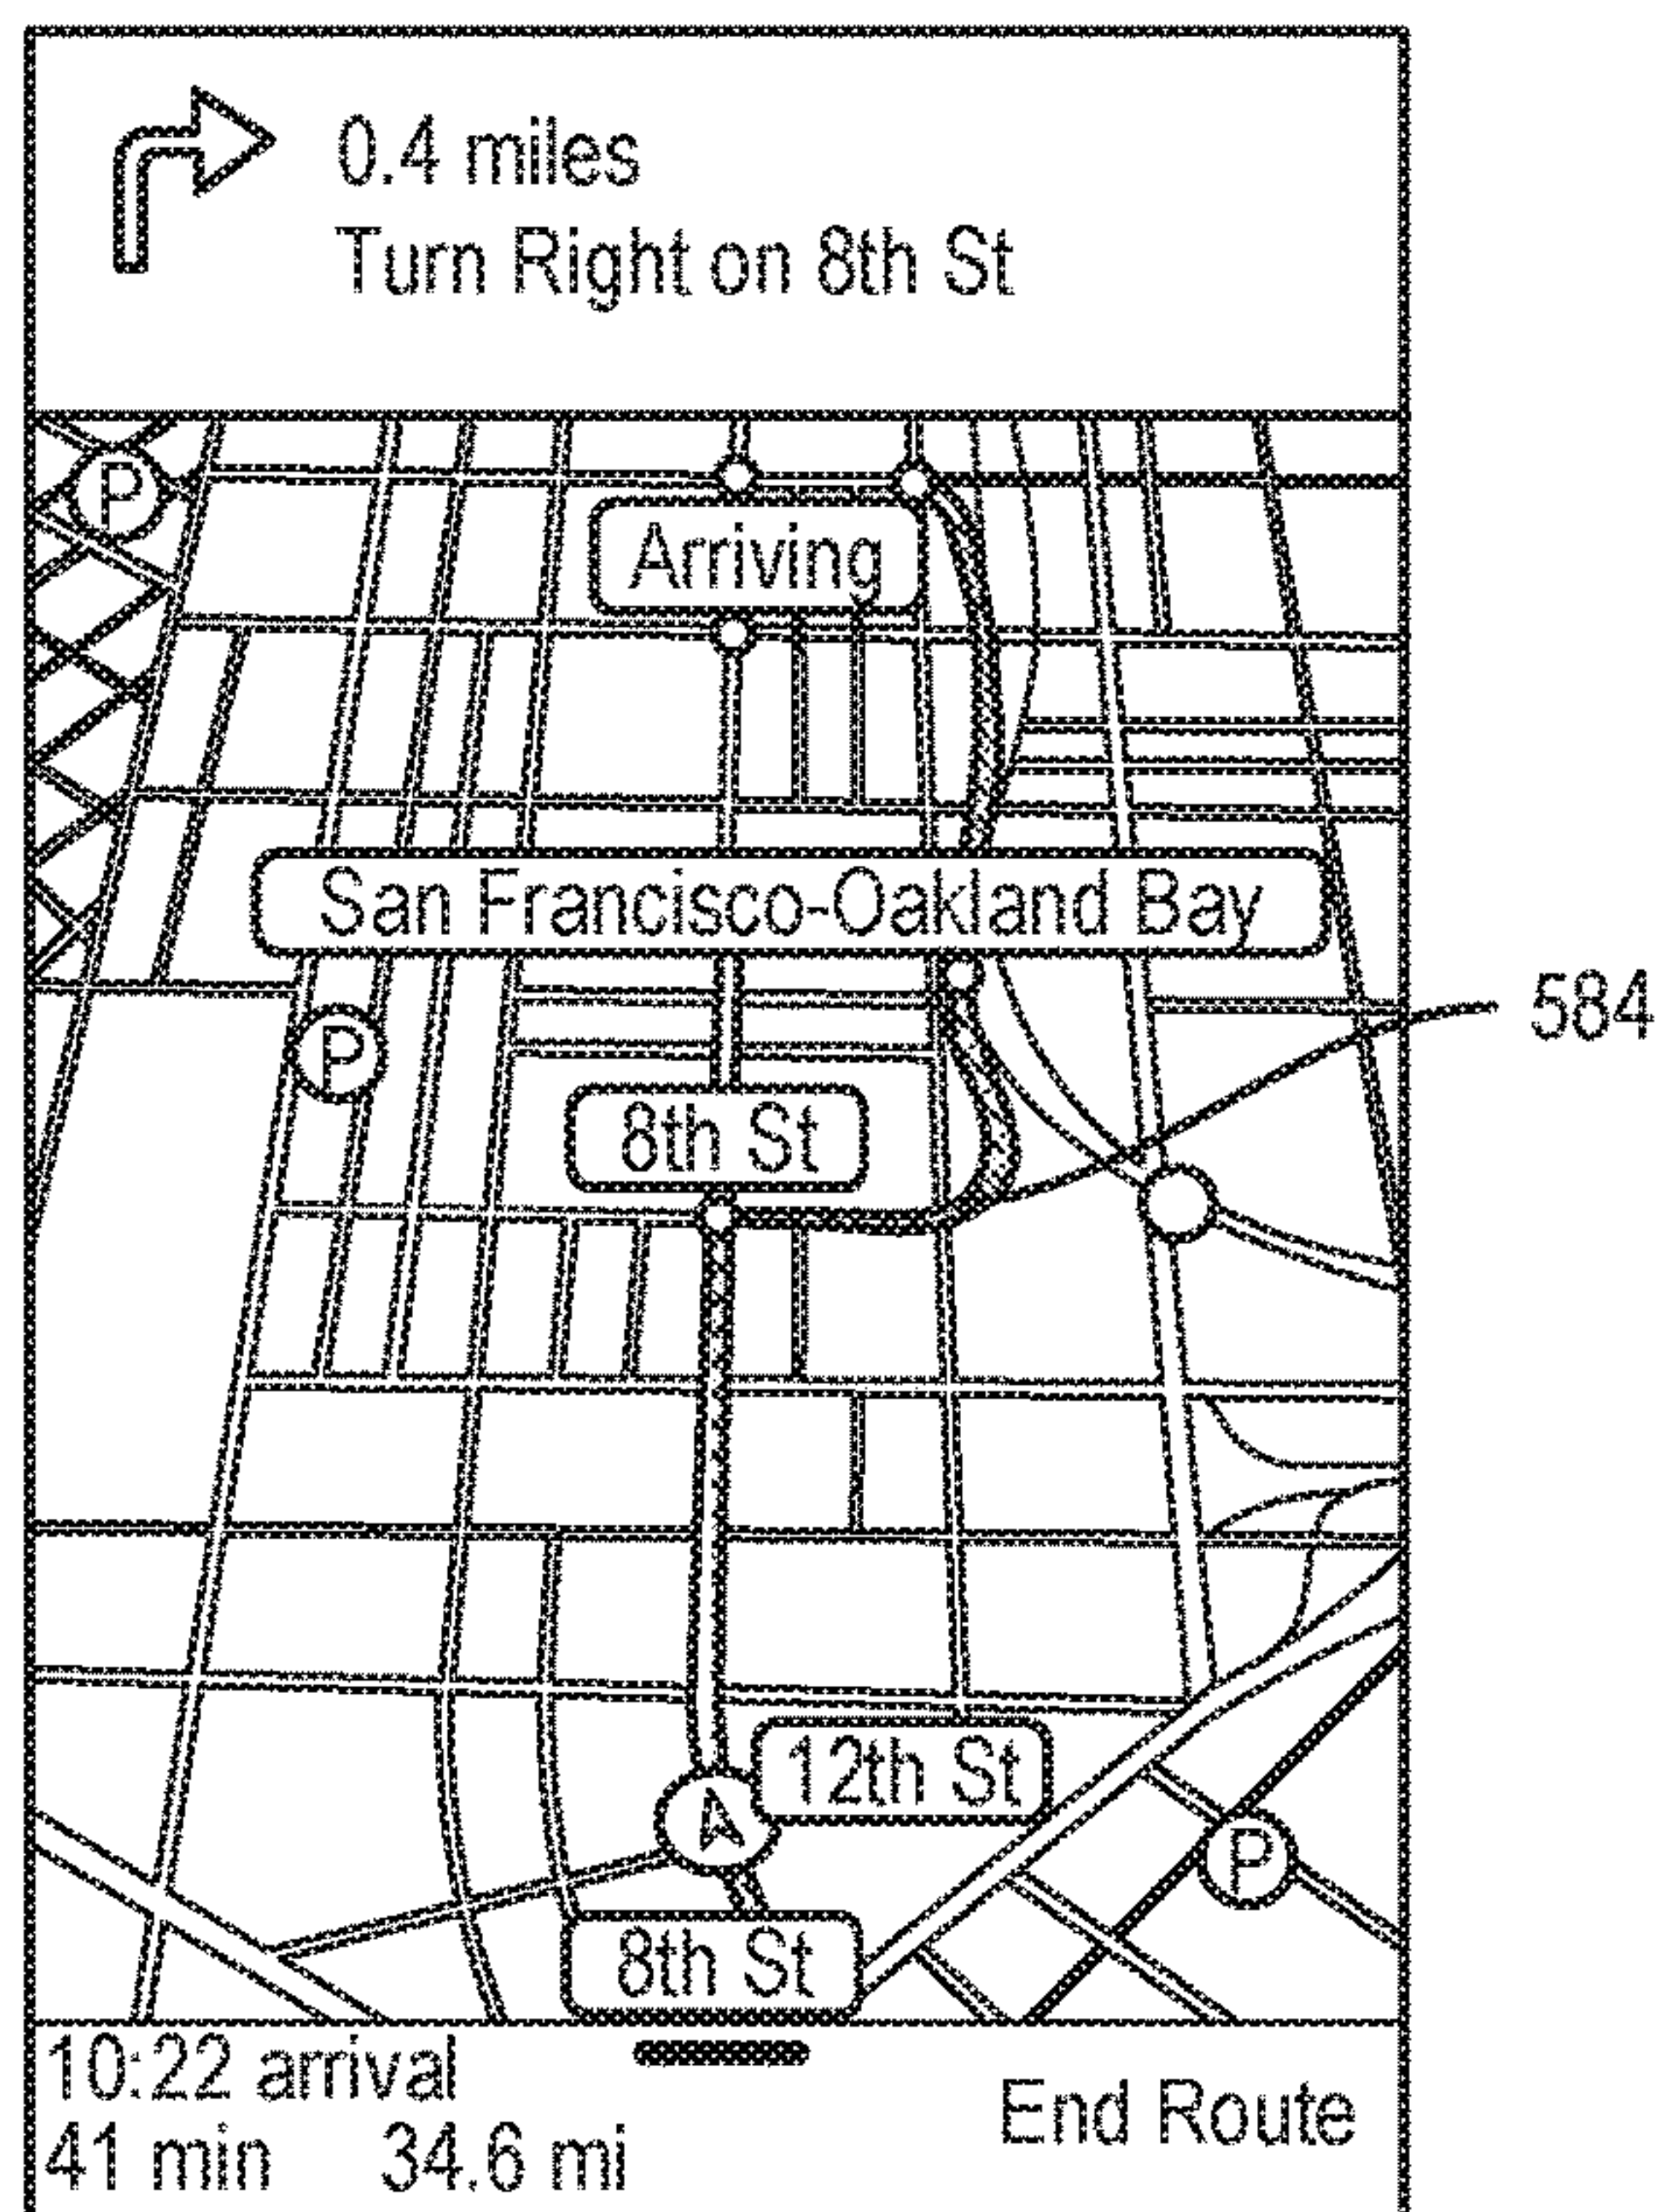 0.4 miles
Turn Right on 8th St
P
Arriving
San Francisco-Oakland Bay
584
P
8th St
12th St
P
8th St
10:22 arrival
41 min 34.6 mi
End Route